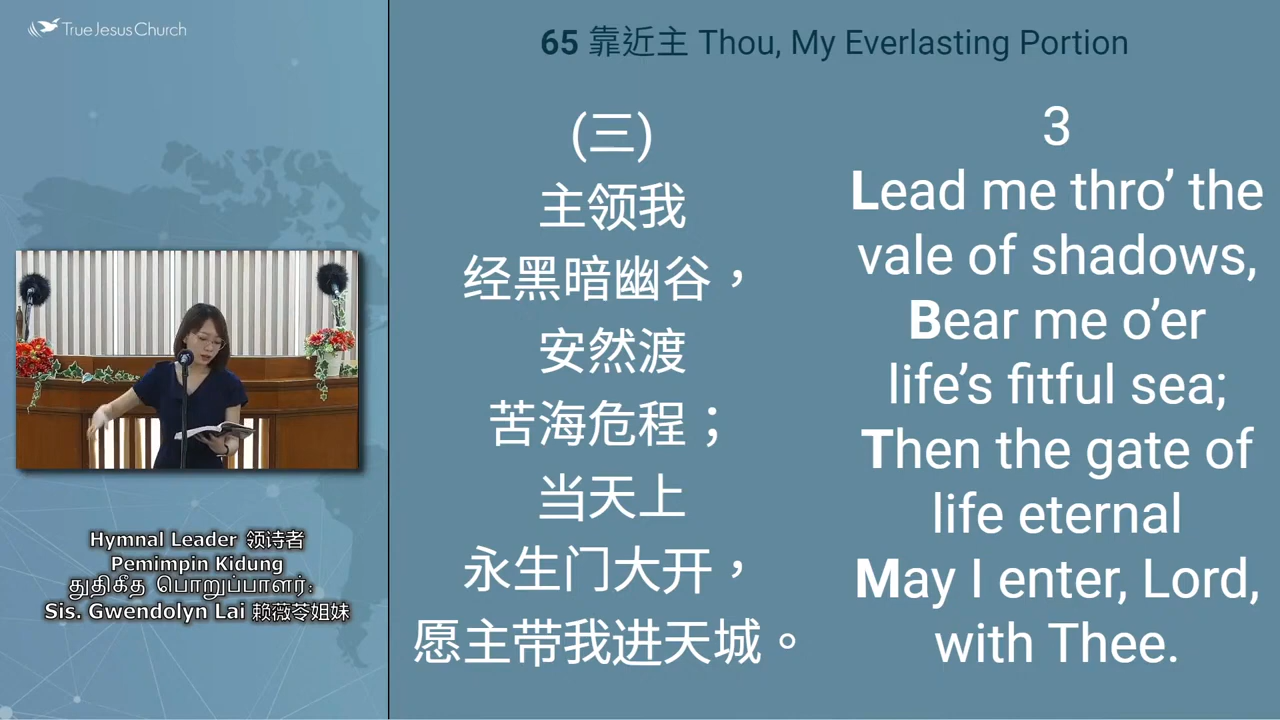 True Jesus Church
65 靠近主 Thou, My Everlasting Portion
(三)
主领我
经黑暗幽谷，
安然渡
苦海危程；
当天上
永生门大开，
愿主带我进天城。
3
Lead me thro’ the
vale of shadows,
Bear me o’er
life’s fitful sea;
Then the gate of
life eternal
May I enter, Lord,
with Thee.
Hymnal Leader 领诗者
Pemimpin Kidung
துதிகீத பொறுப்பாளர்:
Sis. Gwendolyn Lai 赖薇苓姐妹